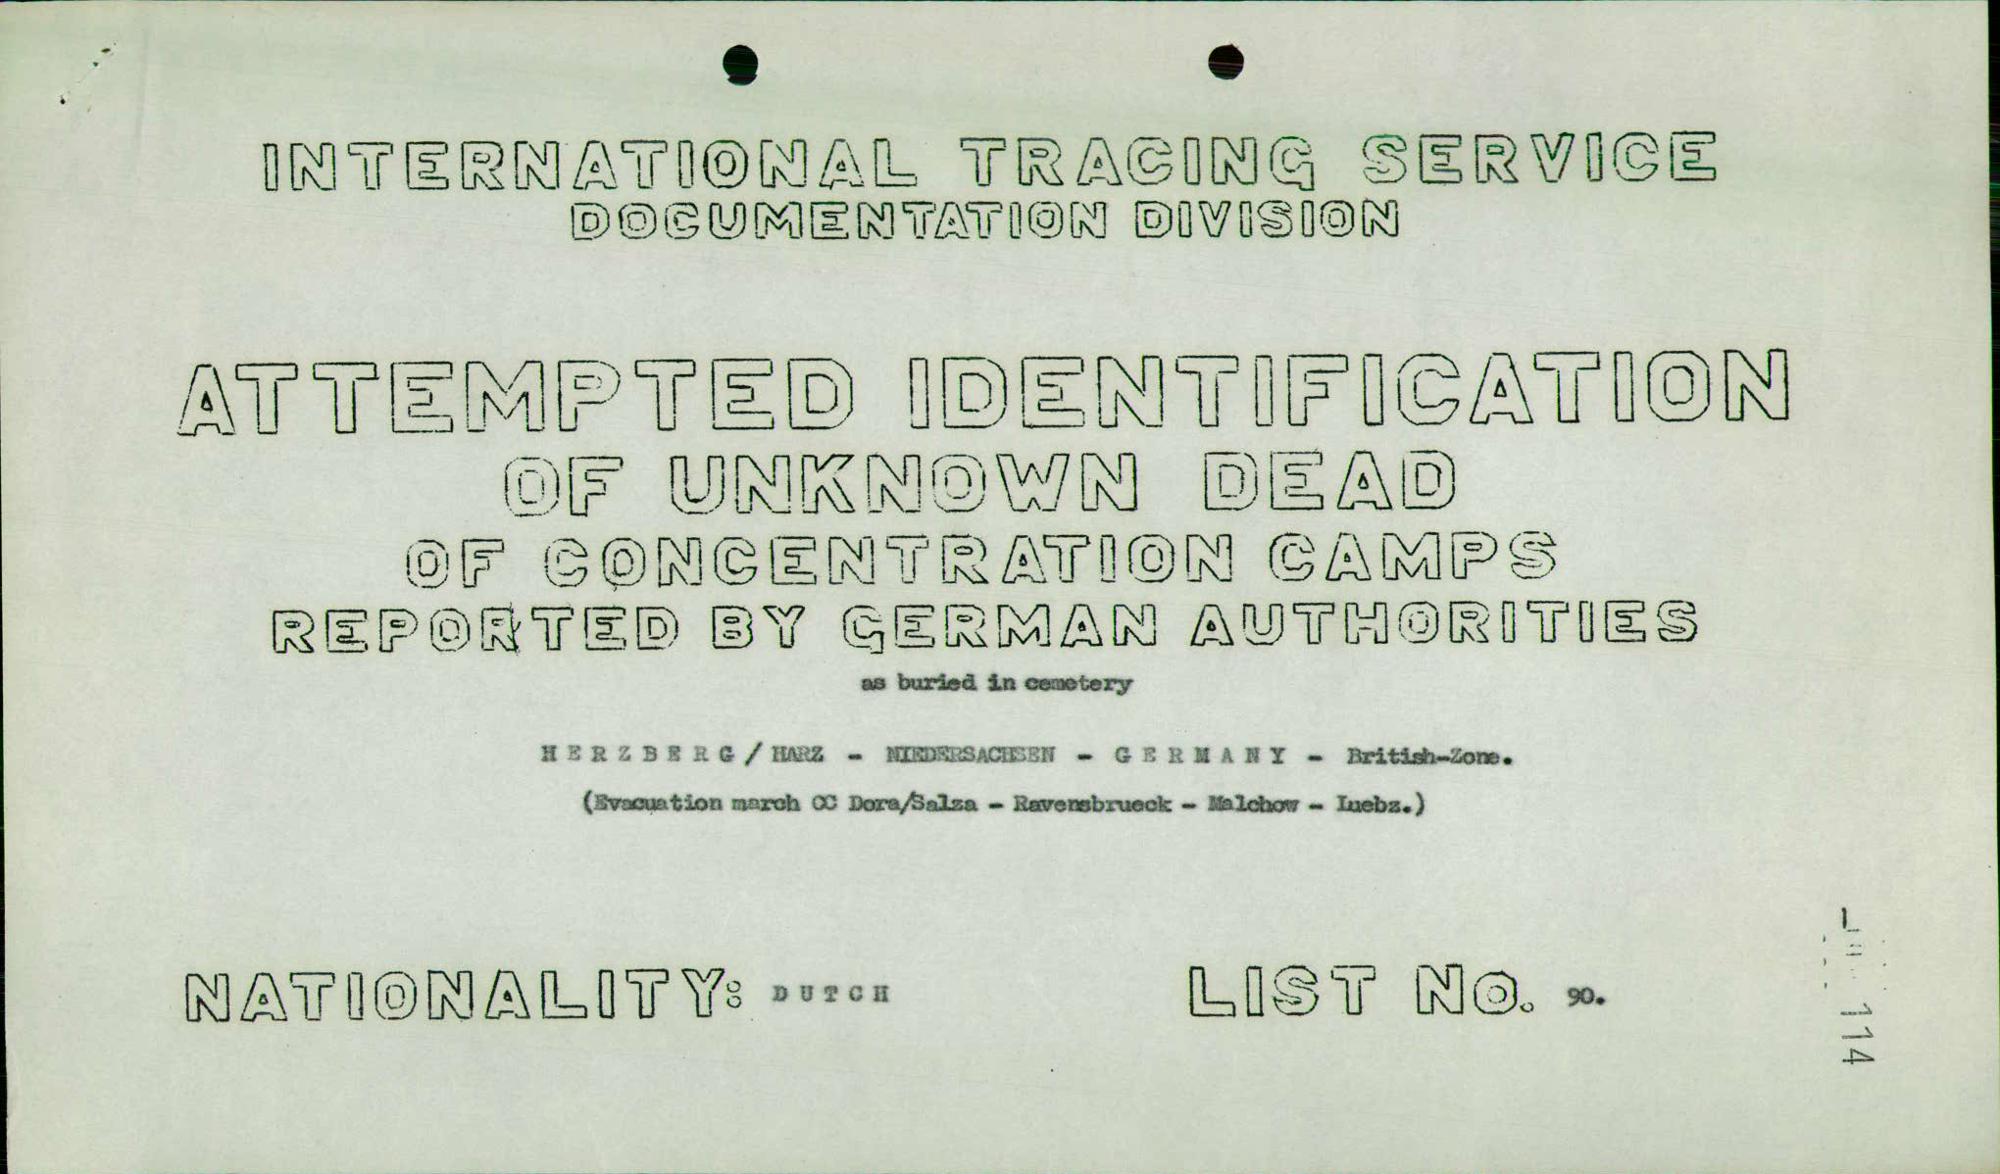 INTERNATIONAL TRACING SERVICE
DOCUMENTATION DIVISION
ATTEMPTED IDENTIFICATION
OF UNKNOWN DEAD
OF CONCENTRATION CAMPS
REPORTED BY GERMAN AUTHORITIES
as buried in cemetery
HERZBERG/HARZ - NIEDERSACHSEN - GERMANY - British-Zone.
(Evacuation march CC Dora/Salza - Ravensbrueck - Malchow - Luebz.)
NATIONALITY: DUTCH
LIST No. 90.
114